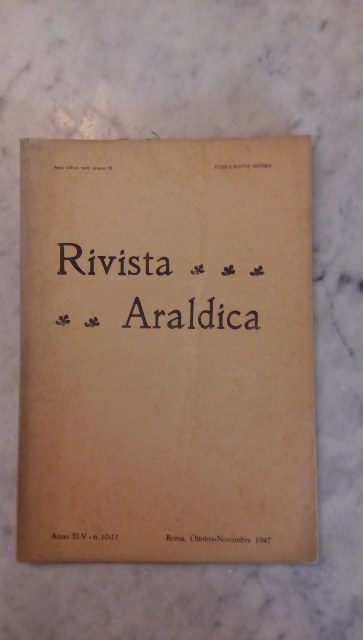 Rivista
Araldica
Anno XLV - n. 10-11
Roma, Ottobre-Novembre 1947